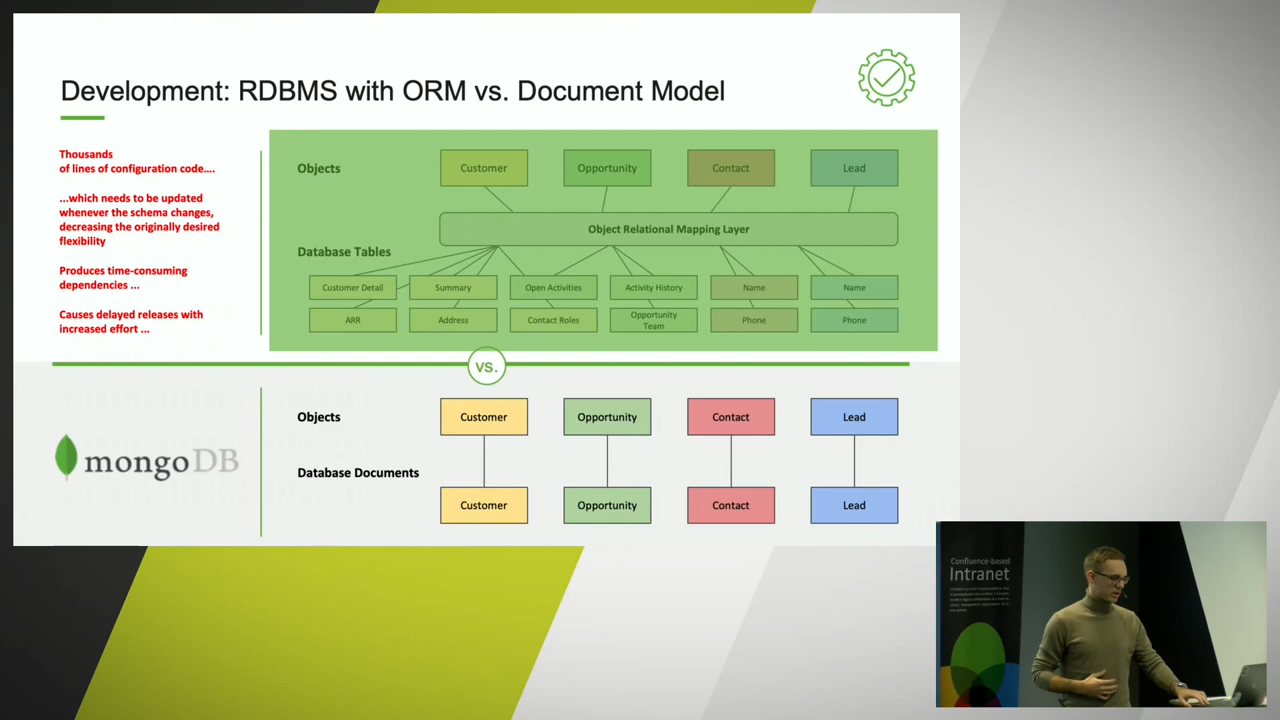 Development: RDBMS with ORM vs. Document Model
Thousands
of lines of configuration code....
...which needs to be updated
whenever the schema changes,
decreasing the originally desired
flexibility
Produces time-consuming
dependencies ...
Causes delayed releases with
increased effort ...
Objects
Customer
Opportunity
Contact
Lead
Object Relational Mapping Layer
Database Tables
Customer Detail
Summary
Open Activities
Activity History
Name
Name
ARR
Address
Contact Roles
Opportunity
Team
Phone
Phone
VS.
mongoDB
Objects
Customer
Opportunity
Contact
Lead
Database Documents
Customer
Opportunity
Contact
Lead
Confluence-based
Intranet